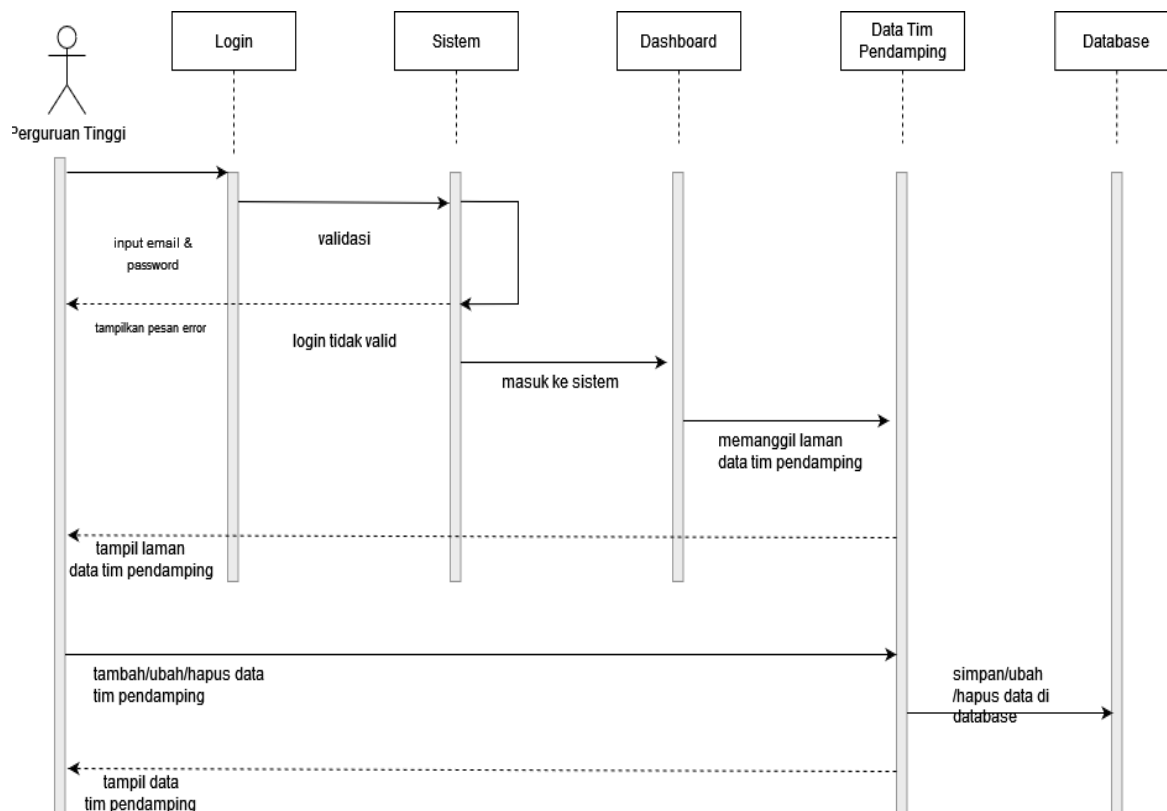 Login
Sistem
Dashboard
Data Tim
Pendamping
Database
Perguruan Tinggi
input email &
password
validasi
tampilkan pesan error
login tidak valid
masuk ke sistem
memanggil laman
data tim pendamping
tampil laman
data tim pendamping
tambah/ubah/hapus data
tim pendamping
simpan/ubah
/hapus data di
database
tampil data
tim pendamping